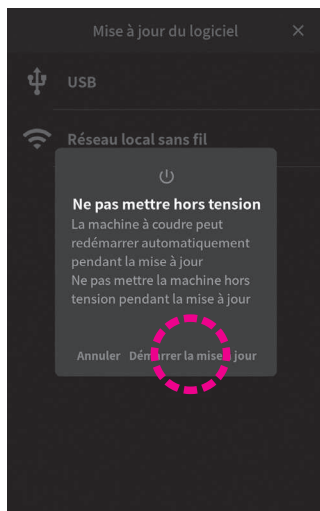 Mise à jour du logiciel
USB
Réseau local sans fil
Ne pas mettre hors tension
La machine à coudre peut
redémarrer automatiquement
pendant la mise à jour
Ne pas mettre la machine hors
tension pendant la mise à jour
Annuler Démarrer la mise à jour